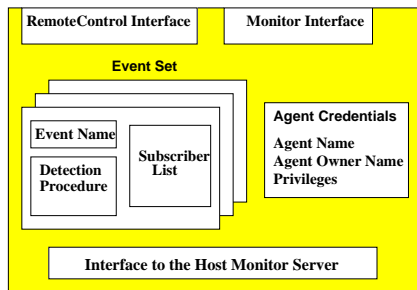 RemoteControl Interface
Monitor Interface
Event Set
Event Name
Detection
Procedure
Subscriber
List
Agent Credentials
Agent Name
Agent Owner Name
Privileges
Interface to the Host Monitor Server